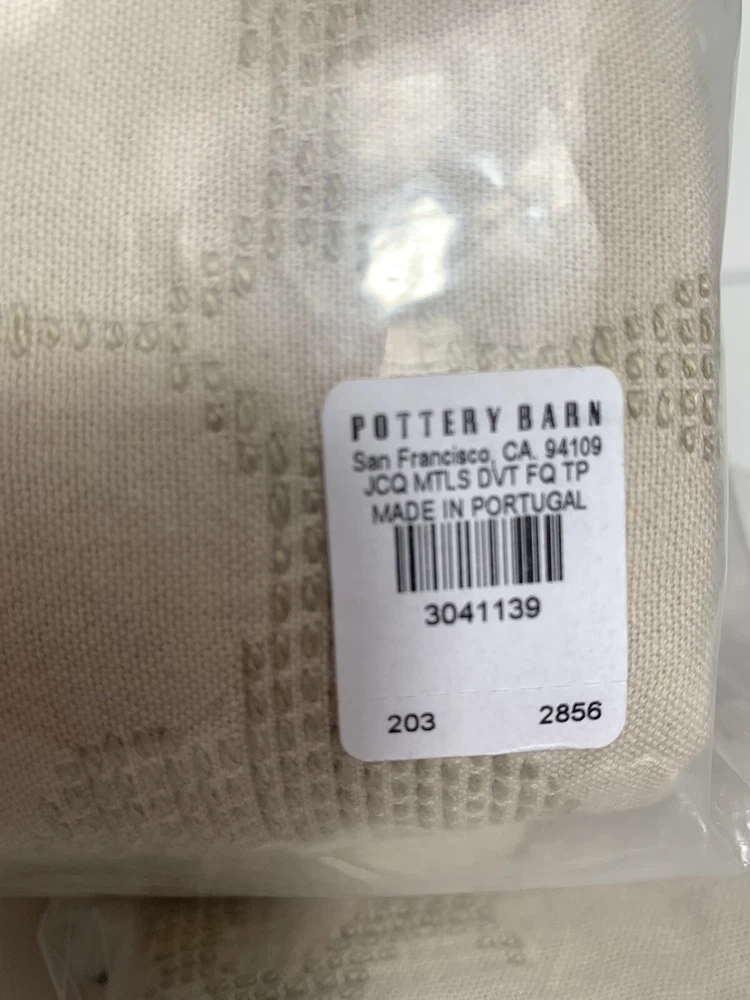 POTTERY BARN
San Francisco, CA. 94109
JCQ MTLS DVT FQ TP
MADE IN PORTUGAL
3041139
203 2856